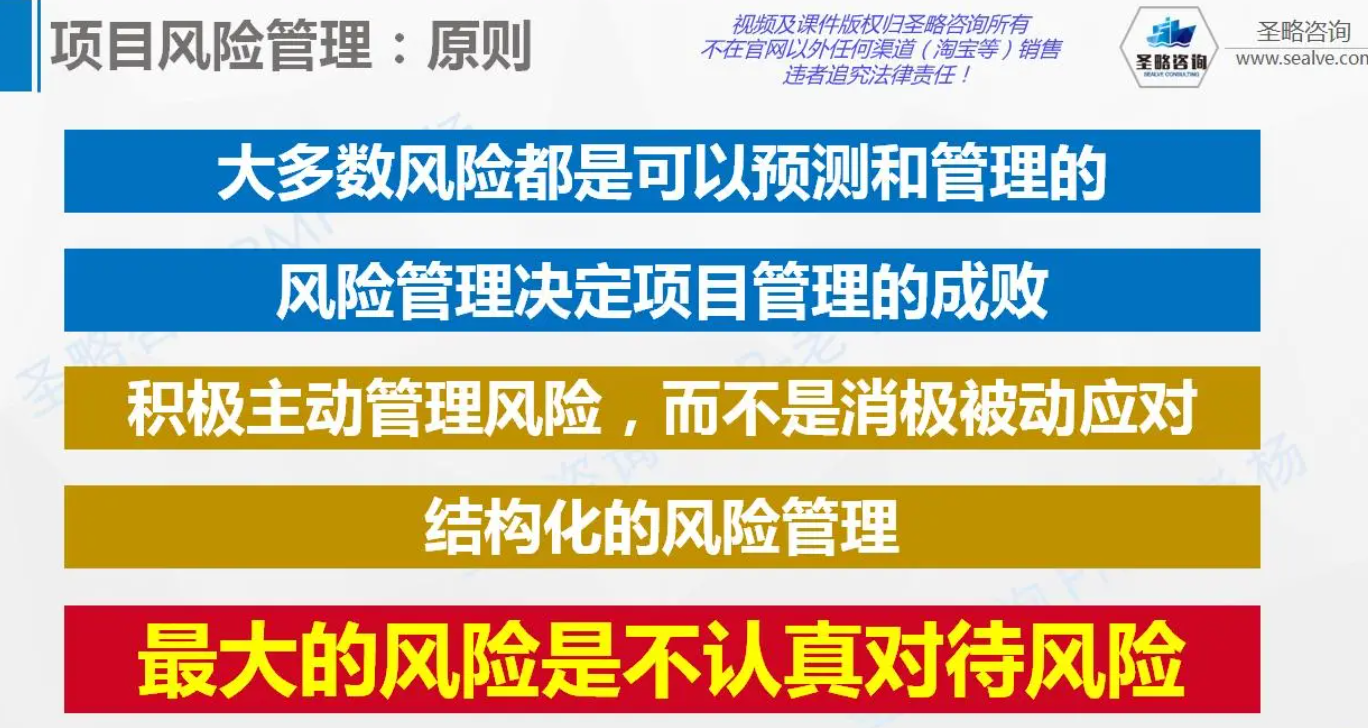 项目风险管理：原则
视频及课件版权归圣略咨询所有
不在官网以外任何渠道（淘宝等）销售
违者追究法律责任！
圣略咨询
SEALVE CONSULTING
圣略咨询
www.sealve.com
大多数风险都是可以预测和管理的
风险管理决定项目管理的成败
积极主动管理风险，而不是消极被动应对
结构化的风险管理
最大的风险是不认真对待风险